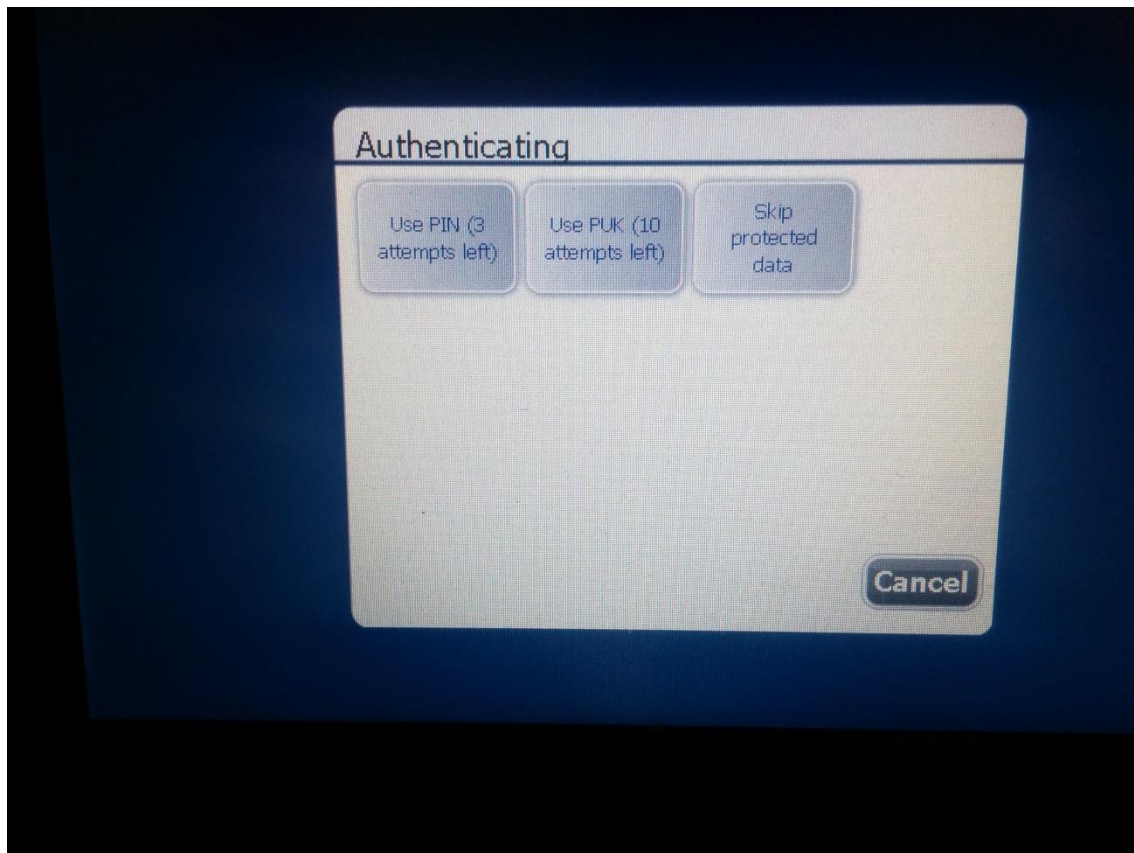 Authenticating
Use PIN (3
attempts left)
Use PUK (10
attempts left)
Skip
protected
data
Cancel